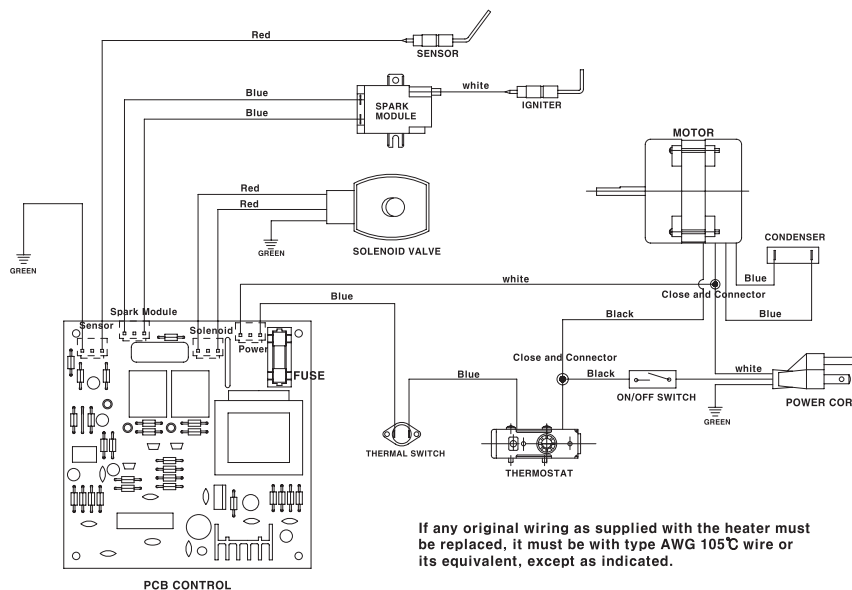 Red
SENSOR
Blue
white
SPARK
MODULE
IGNITER
Blue
MOTOR
Red
Red
GREEN
SOLENOID VALVE
GREEN
CONDENSER
Blue
white
Close and Connector
Blue
Blue
Black
Spark Module
Sensor
Solenoid
Power
FUSE
Close and Connector
Blue
Black
white
ON/OFF SWITCH
POWER COR
GREEN
THERMAL SWITCH
THERMOSTAT
If any original wiring as supplied with the heater must
be replaced, it must be with type AWG 105℃ wire or
its equivalent, except as indicated.
PCB CONTROL